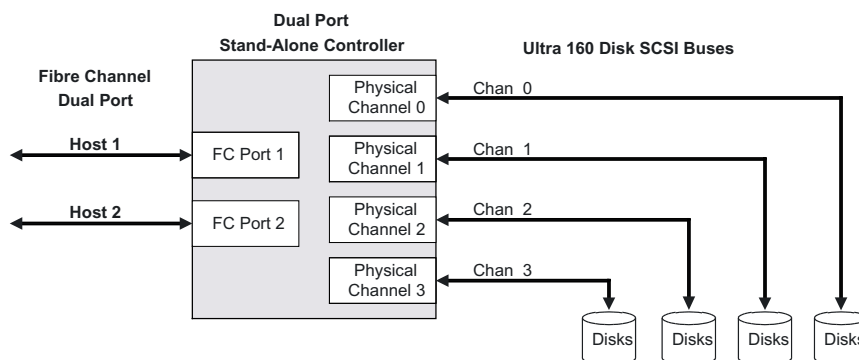 Dual Port
Stand-Alone Controller
Ultra 160 Disk SCSI Buses
Fibre Channel
Dual Port
Physical
Channel 0
Chan 0
Host 1
FC Port 1
Physical
Channel 1
Chan 1
Host 2
FC Port 2
Physical
Channel 2
Chan 2
Physical
Channel 3
Chan 3
Disks
Disks
Disks
Disks